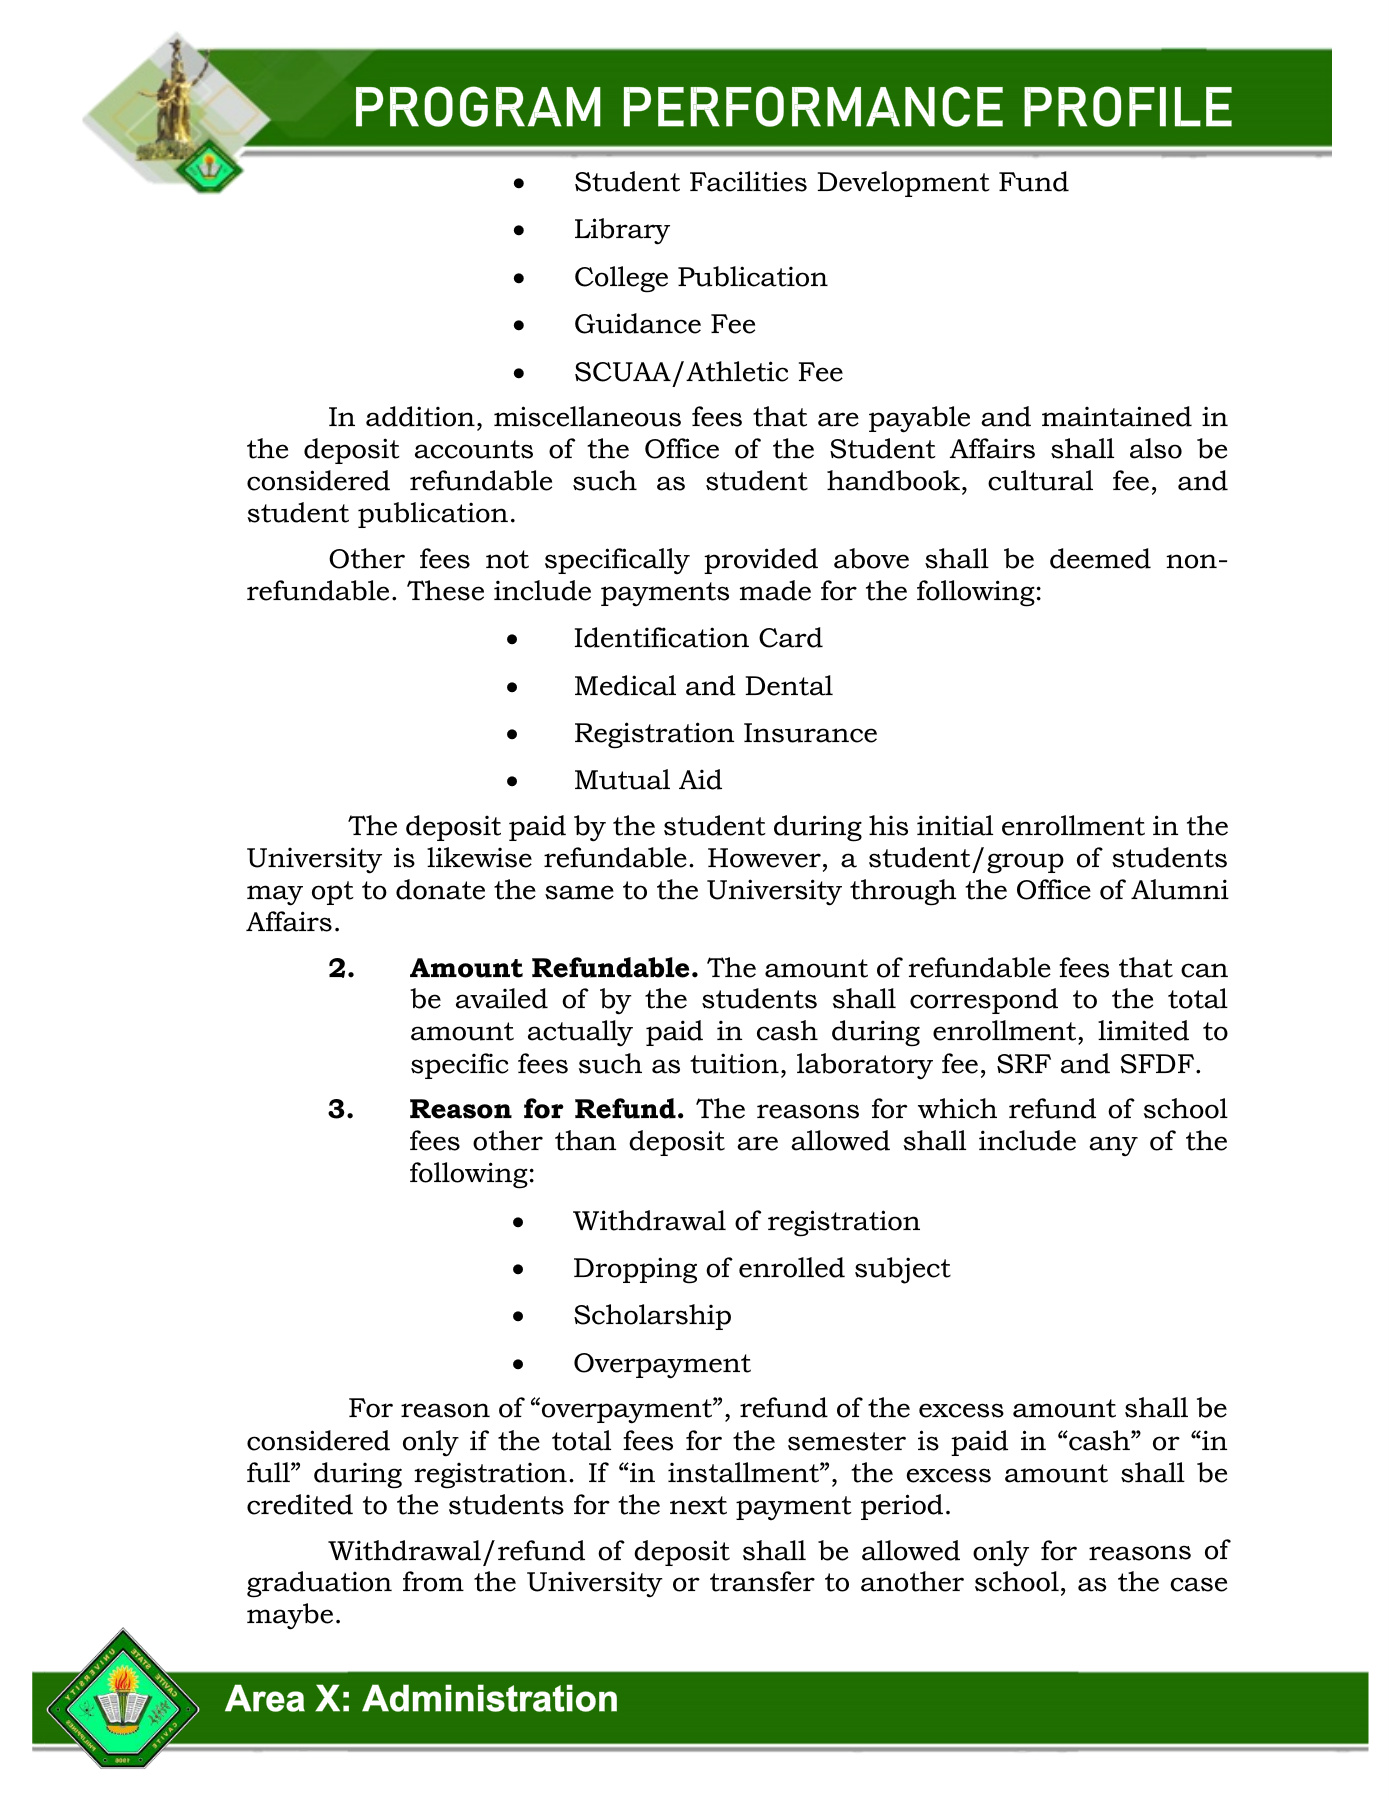 PROGRAM PERFORMANCE PROFILE
• Student Facilities Development Fund
• Library
• College Publication
• Guidance Fee
• SCUAA/Athletic Fee
In addition, miscellaneous fees that are payable and maintained in
the deposit accounts of the Office of the Student Affairs shall also be
considered refundable such as student handbook, cultural fee, and
student publication.
Other fees not specifically provided above shall be deemed non-
refundable. These include payments made for the following:
• Identification Card
• Medical and Dental
• Registration Insurance
• Mutual Aid
The deposit paid by the student during his initial enrollment in the
University is likewise refundable. However, a student/group of students
may opt to donate the same to the University through the Office of Alumni
Affairs.
2. Amount Refundable. The amount of refundable fees that can
be availed of by the students shall correspond to the total
amount actually paid in cash during enrollment, limited to
specific fees such as tuition, laboratory fee, SRF and SFDF.
3. Reason for Refund. The reasons for which refund of school
fees other than deposit are allowed shall include any of the
following:
• Withdrawal of registration
• Dropping of enrolled subject
• Scholarship
• Overpayment
For reason of “overpayment”, refund of the excess amount shall be
considered only if the total fees for the semester is paid in “cash” or “in
full” during registration. If “in installment”, the excess amount shall be
credited to the students for the next payment period.
Withdrawal/refund of deposit shall be allowed only for reasons of
graduation from the University or transfer to another school, as the case
maybe.
CAVITE STATE UNIVERSITY
CAVITE
PHILIPPINES
1906
Area X: Administration